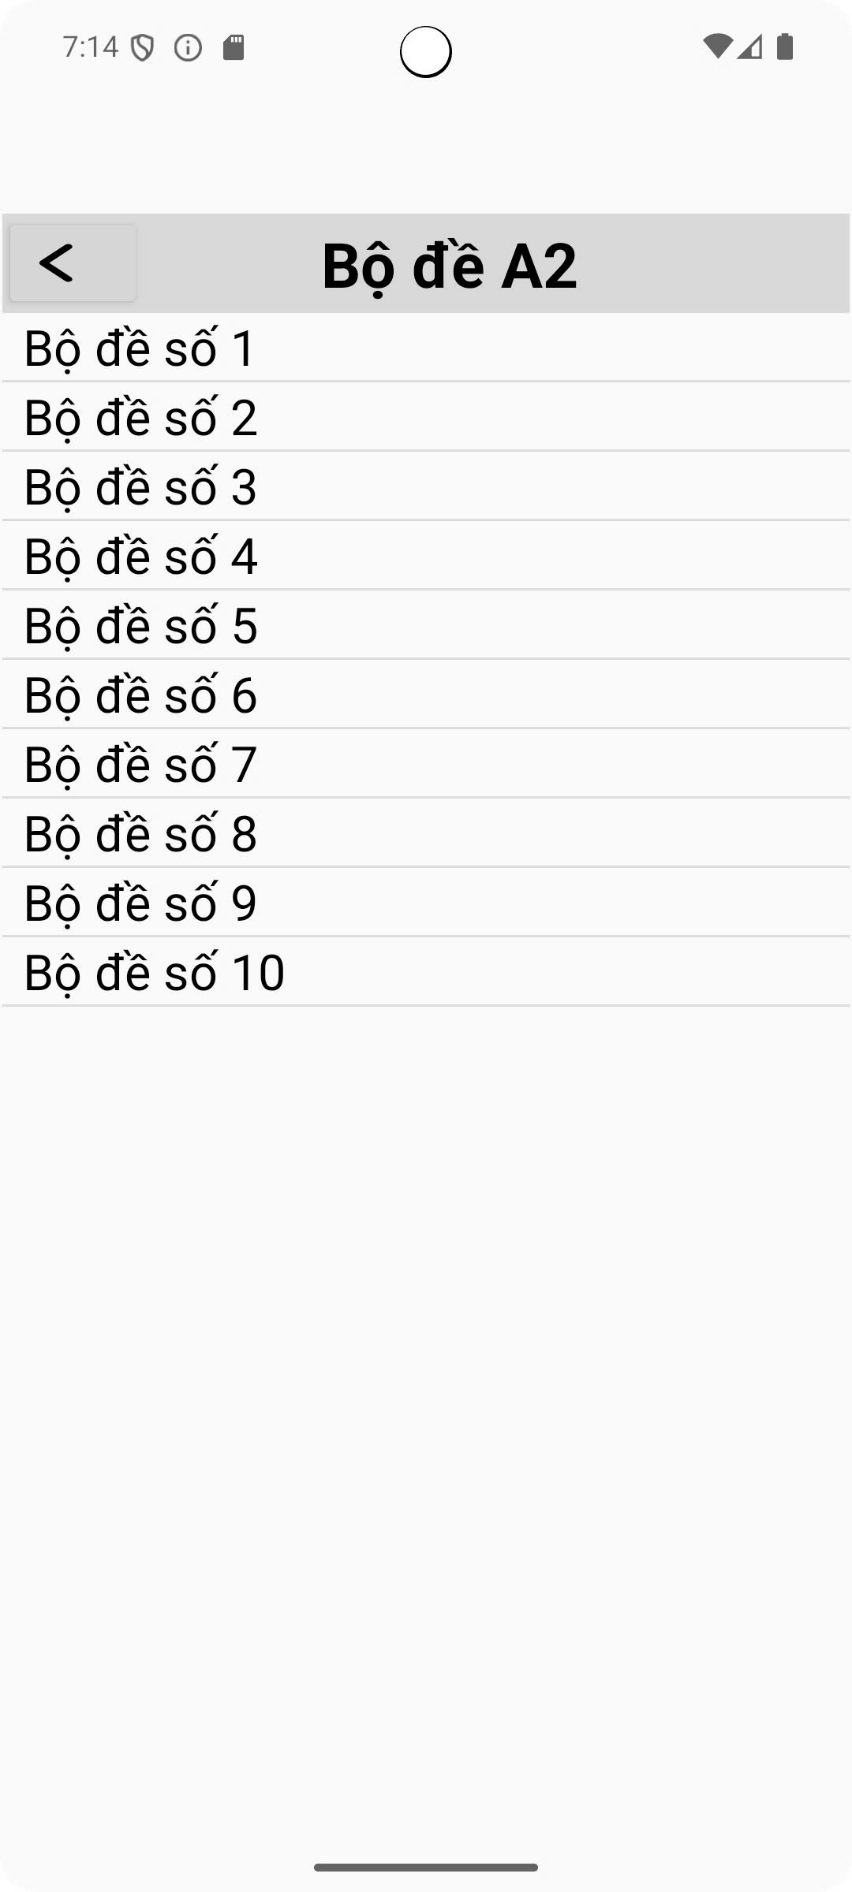 7:14
< Bộ đề A2
Bộ đề số 1
Bộ đề số 2
Bộ đề số 3
Bộ đề số 4
Bộ đề số 5
Bộ đề số 6
Bộ đề số 7
Bộ đề số 8
Bộ đề số 9
Bộ đề số 10